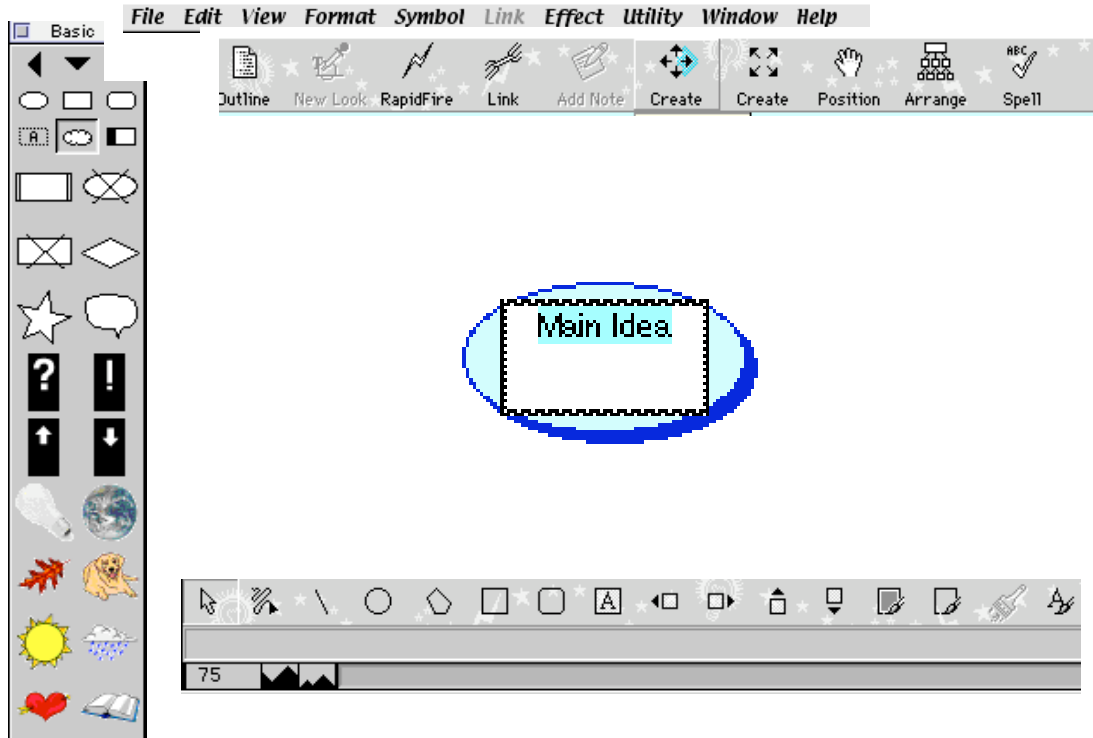 File Edit View Format Symbol Link Effect Utility Window Help
Basic
Outline New Look RapidFire Link Add Note Create Create Position Arrange ABC Spell
A
? !
Main Idea
A A
75